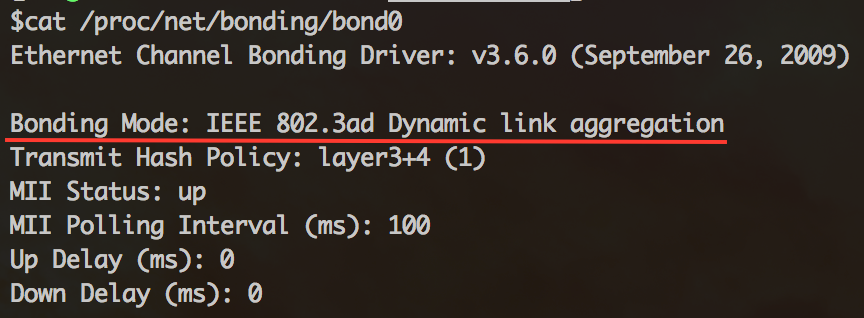 $cat /proc/net/bonding/bond0
Ethernet Channel Bonding Driver: v3.6.0 (September 26, 2009)
Bonding Mode: IEEE 802.3ad Dynamic link aggregation
Transmit Hash Policy: layer3+4 (1)
MII Status: up
MII Polling Interval (ms): 100
Up Delay (ms): 0
Down Delay (ms): 0